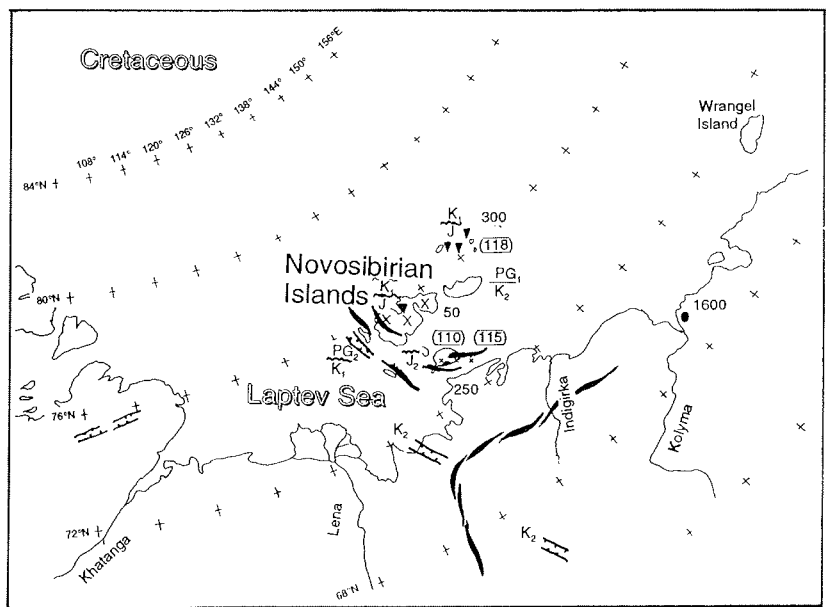 Cretaceous
108°
114°
120°
126°
132°
138°
144°
150°
156°E
84°N
Wrangel
Island
K₁
J
300
(118)
Novosibirian
Islands
K₁
J
PG₁
K₂
80°N
50
1600
(110)
(115)
PG₂
K₁
J₂
Laptev Sea
250
76°N
K₂
Indigirka
Kolyma
72°N
Lena
K₂
Khatanga
68°N